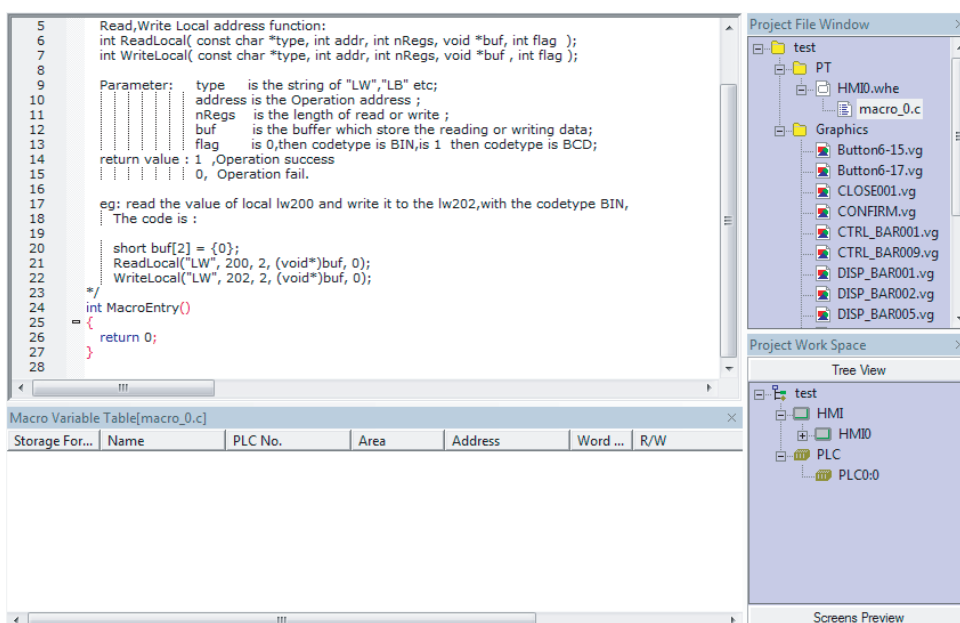 5 Read,Write Local address function:
6 int ReadLocal( const char *type, int addr, int nRegs, void *buf, int flag );
7 int WriteLocal( const char *type, int addr, int nRegs, void *buf , int flag );
8
9 Parameter: type is the string of "LW","LB" etc;
10 address is the Operation address ;
11 nRegs is the length of read or write ;
12 buf is the buffer which store the reading or writing data;
13 flag is 0,then codetype is BIN,is 1 then codetype is BCD;
14 return value : 1 ,Operation success
15 0, Operation fail.
16
17 eg: read the value of local lw200 and write it to the lw202,with the codetype BIN,
18 The code is :
19
20 short buf[2] = {0};
21 ReadLocal("LW", 200, 2, (void*)buf, 0);
22 WriteLocal("LW", 202, 2, (void*)buf, 0);
23 */
24 int MacroEntry()
25 {
26 return 0;
27 }
28
Macro Variable Table[macro_0.c]
Storage For... Name PLC No. Area Address Word ... R/W
Project File Window
test
PT
HMI0.whe
macro_0.c
Graphics
Button6-15.vg
Button6-17.vg
CLOSE001.vg
CONFIRM.vg
CTRL_BAR001.vg
CTRL_BAR009.vg
DISP_BAR001.vg
DISP_BAR002.vg
DISP_BAR005.vg
Project Work Space
Tree View
test
HMI
HMI0
PLC
PLC0:0
Screens Preview